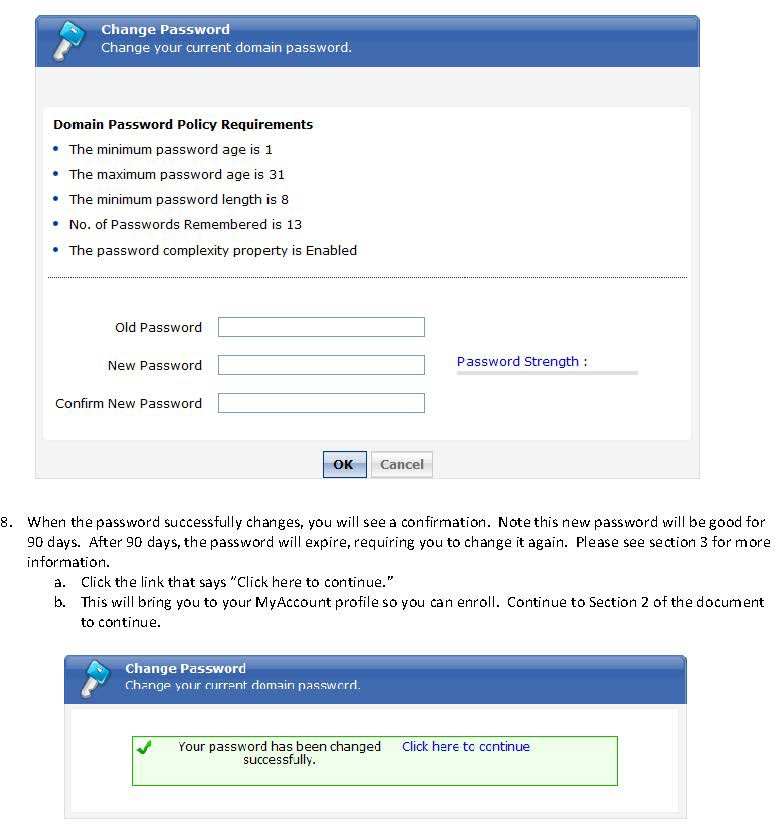 Change Password
Change your current domain password.
Domain Password Policy Requirements
• The minimum password age is 1
• The maximum password age is 31
• The minimum password length is 8
• No. of Passwords Remembered is 13
• The password complexity property is Enabled
Old Password
New Password
Password Strength :
Confirm New Password
OK Cancel
8. When the password successfully changes, you will see a confirmation. Note this new password will be good for
90 days. After 90 days, the password will expire, requiring you to change it again. Please see section 3 for more
information.
a. Click the link that says “Click here to continue.”
b. This will bring you to your MyAccount profile so you can enroll. Continue to Section 2 of the document
to continue.
Change Password
Change your current domain password.
Your password has been changed Click here to continue
successfully.